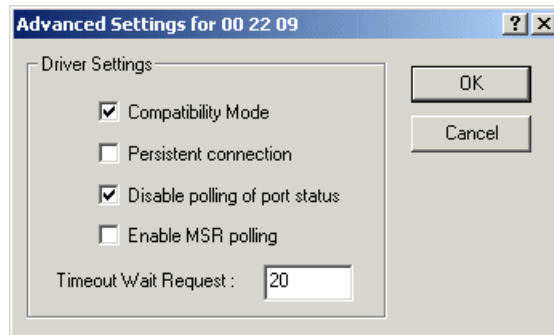 Advanced Settings for 00 22 09
Driver Settings
Compatibility Mode
Persistent connection
Disable polling of port status
Enable MSR polling
Timeout Wait Request : 20
OK
Cancel